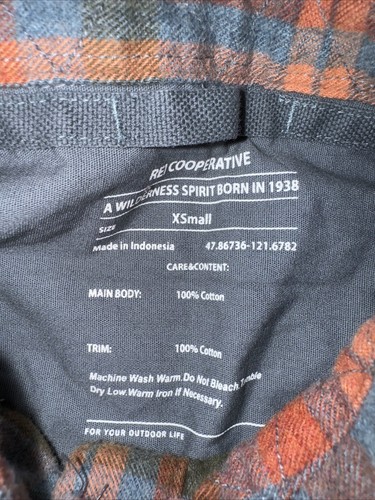 REI COOPERATIVE
A WILDERNESS SPIRIT BORN IN 1938
SIZE XSmall
Made in Indonesia 47.86736-121.6782
CARE&CONTENT:
MAIN BODY: 100% Cotton
TRIM: 100% Cotton
Machine Wash Warm.Do Not Bleach.Tumble
Dry Low.Warm Iron If Necessary.
FOR YOUR OUTDOOR LIFE